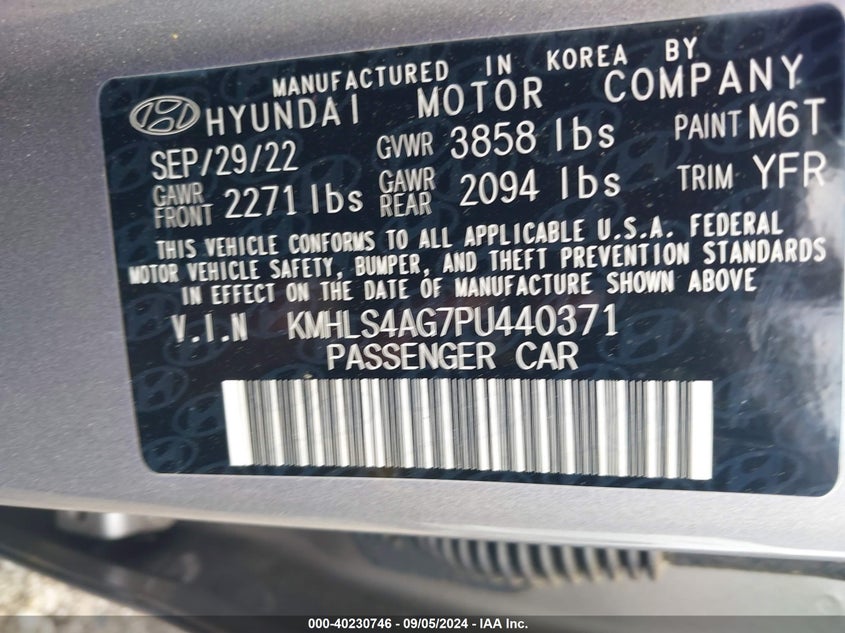 MANUFACTURED IN KOREA BY
HYUNDAI MOTOR COMPANY
SEP/29/22 GVWR 3858 lbs PAINT M6T
GAWR FRONT 2271 lbs GAWR REAR 2094 lbs TRIM YFR
THIS VEHICLE CONFORMS TO ALL APPLICABLE U.S.A. FEDERAL
MOTOR VEHICLE SAFETY, BUMPER, AND THEFT PREVENTION STANDARDS
IN EFFECT ON THE DATE OF MANUFACTURE SHOWN ABOVE
V.I.N KMHLS4AG7PU440371
PASSENGER CAR
000-40230746 - 09/05/2024 - IAA Inc.